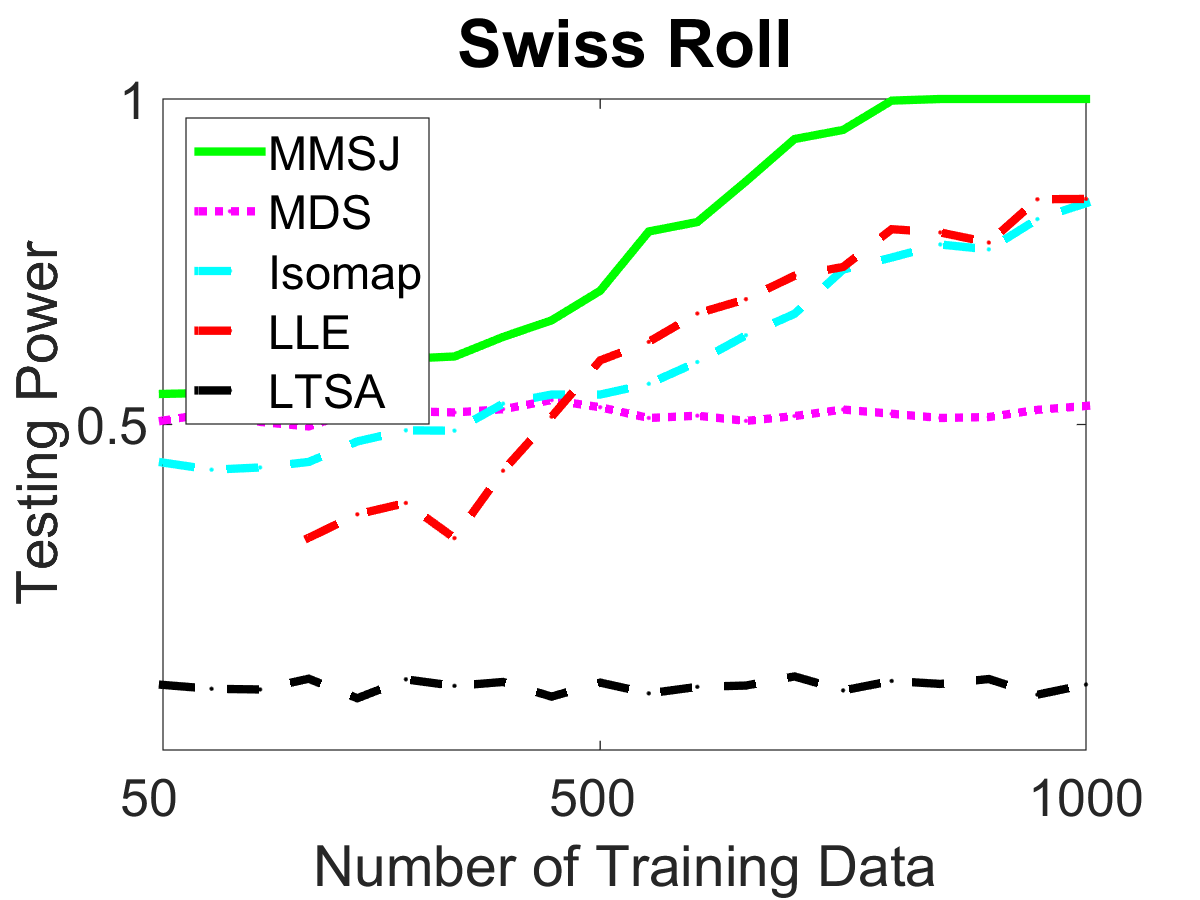 Swiss Roll
1
MMSJ
MDS
Isomap
LLE
LTSA
0.5
Testing Power
50
500
1000
Number of Training Data